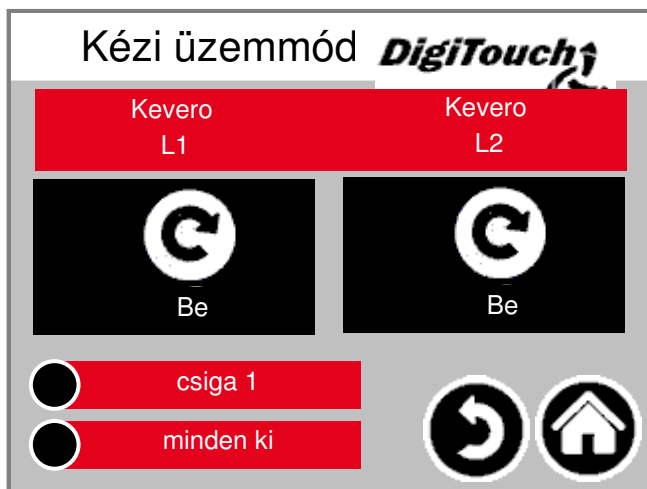 Kézi üzemmód
DigiTouch
Kevero
L1
Kevero
L2
Be
Be
csiga 1
minden ki